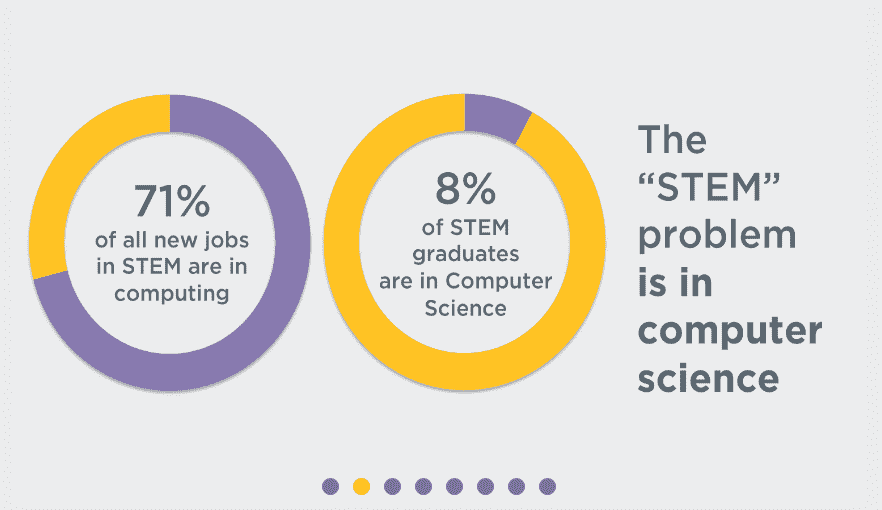 71%
of all new jobs
in STEM are in
computing
8%
of STEM
graduates
are in Computer
Science
The
“STEM”
problem
is in
computer
science